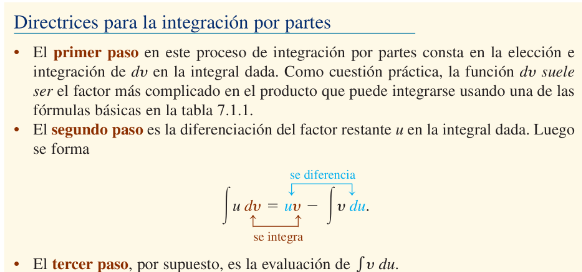 Directrices para la integración por partes
• El primer paso en este proceso de integración por partes consta en la elección e
integración de dv en la integral dada. Como cuestión práctica, la función dv suele
ser el factor más complicado en el producto que puede integrarse usando una de las
fórmulas básicas en la tabla 7.1.1.
• El segundo paso es la diferenciación del factor restante u en la integral dada. Luego
se forma
se diferencia
∫ u dv = uv − ∫ v du.
se integra
• El tercer paso, por supuesto, es la evaluación de ∫ v du.